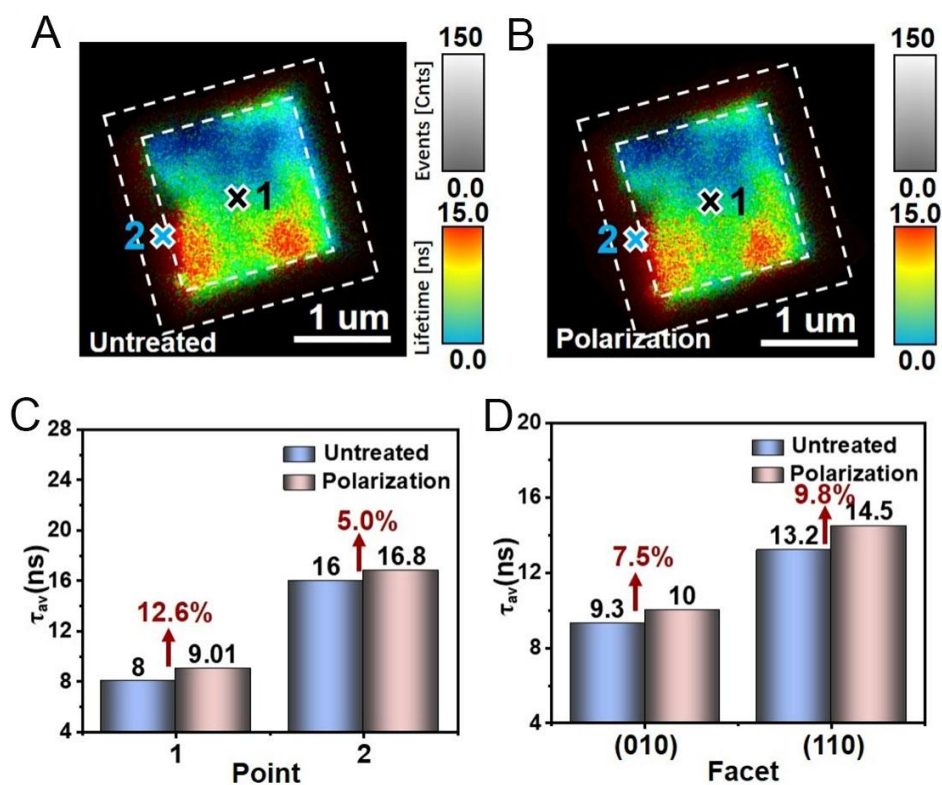 A
150
Events [Cnts]
0.0
15.0
Lifetime [ns]
0.0
1
2
Untreated
1 um
B
150
0.0
15.0
0.0
1
2
Polarization
1 um
C
28
24
20
16
12
8
4
τav(ns)
Untreated
Polarization
12.6%
8
9.01
5.0%
16
16.8
1
2
Point
D
20
16
12
8
4
τav(ns)
Untreated
Polarization
7.5%
9.3
10
9.8%
13.2
14.5
(010)
(110)
Facet